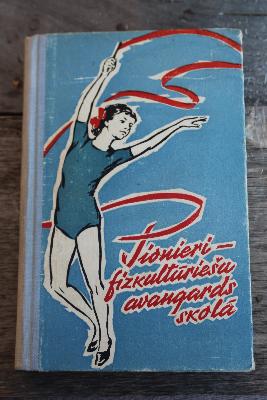 Pionieri —
fizkultūriešu
avangards
skolā